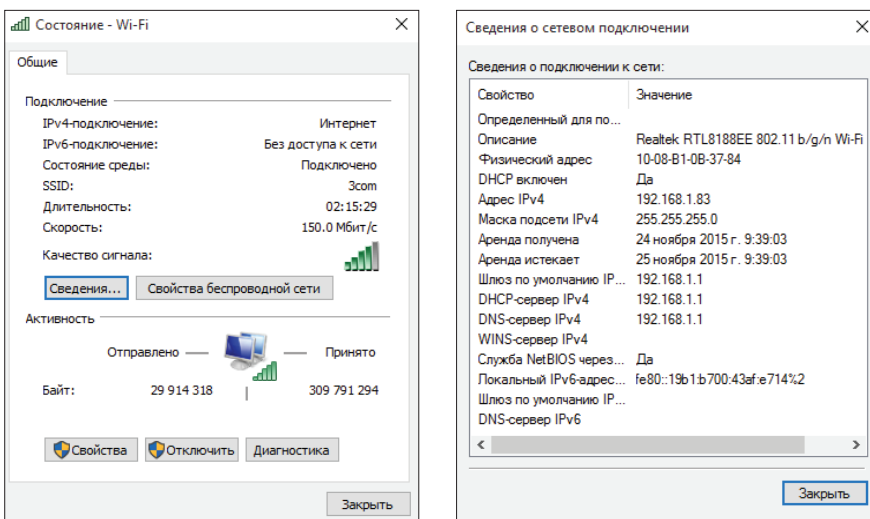 Состояние - Wi-Fi
Общие
Подключение
IPv4-подключение: Интернет
IPv6-подключение: Без доступа к сети
Состояние среды: Подключено
SSID: 3com
Длительность: 02:15:29
Скорость: 150.0 Мбит/с
Качество сигнала:
Сведения... Свойства беспроводной сети
Активность
Отправлено Принято
Байт: 29 914 318 309 791 294
Свойства Отключить Диагностика
Закрыть
Сведения о сетевом подключении
Сведения о подключении к сети:
Свойство Значение
Определенный для по...
Описание Realtek RTL8188EE 802.11 b/g/n Wi-Fi
Физический адрес 10-08-B1-0B-37-84
DHCP включен Да
Адрес IPv4 192.168.1.83
Маска подсети IPv4 255.255.255.0
Аренда получена 24 ноября 2015 г. 9:39:03
Аренда истекает 25 ноября 2015 г. 9:39:03
Шлюз по умолчанию IP... 192.168.1.1
DHCP-сервер IPv4 192.168.1.1
DNS-сервер IPv4 192.168.1.1
WINS-сервер IPv4
Служба NetBIOS через... Да
Локальный IPv6-адрес... fe80::19b1:b700:43af:e714%2
Шлюз по умолчанию IP...
DNS-сервер IPv6
Закрыть